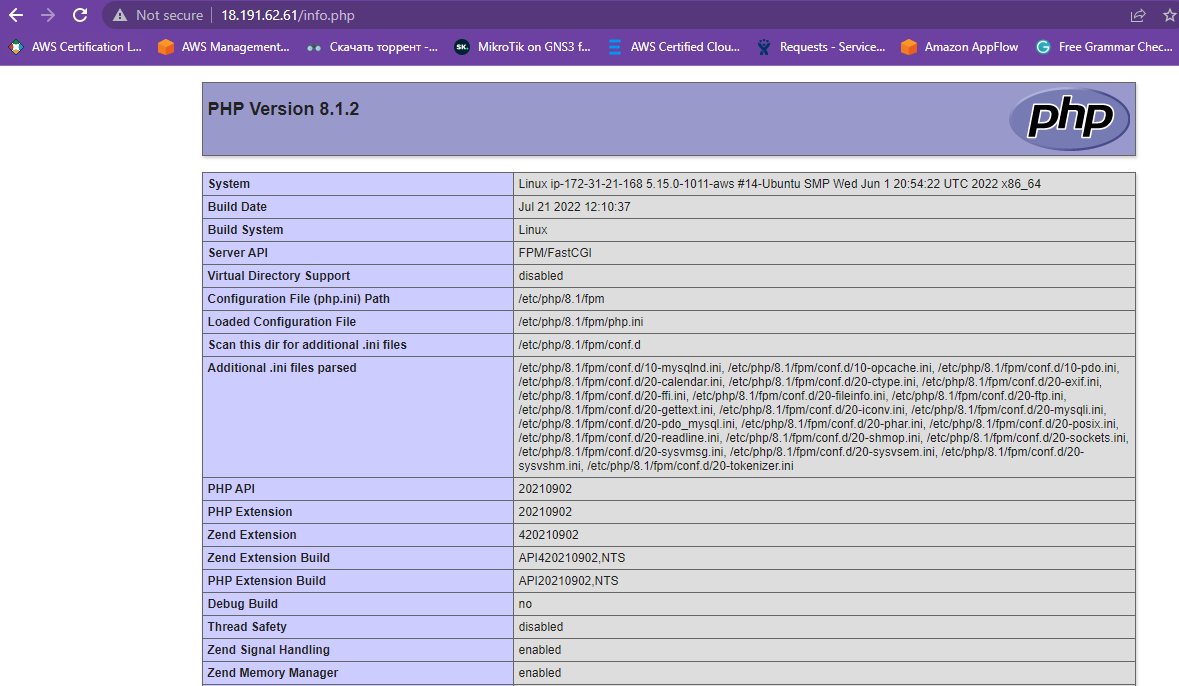 Not secure 18.191.62.61/info.php
AWS Certification L... AWS Management... Скачать торрент -... SK. MikroTik on GNS3 f... AWS Certified Clou... Requests - Service... Amazon AppFlow G Free Grammar Chec...
PHP Version 8.1.2
php
System Linux ip-172-31-21-168 5.15.0-1011-aws #14-Ubuntu SMP Wed Jun 1 20:54:22 UTC 2022 x86_64
Build Date Jul 21 2022 12:10:37
Build System Linux
Server API FPM/FastCGI
Virtual Directory Support disabled
Configuration File (php.ini) Path /etc/php/8.1/fpm
Loaded Configuration File /etc/php/8.1/fpm/php.ini
Scan this dir for additional .ini files /etc/php/8.1/fpm/conf.d
Additional .ini files parsed /etc/php/8.1/fpm/conf.d/10-mysqlnd.ini, /etc/php/8.1/fpm/conf.d/10-opcache.ini, /etc/php/8.1/fpm/conf.d/10-pdo.ini,
/etc/php/8.1/fpm/conf.d/20-calendar.ini, /etc/php/8.1/fpm/conf.d/20-ctype.ini, /etc/php/8.1/fpm/conf.d/20-exif.ini,
/etc/php/8.1/fpm/conf.d/20-ffi.ini, /etc/php/8.1/fpm/conf.d/20-fileinfo.ini, /etc/php/8.1/fpm/conf.d/20-ftp.ini,
/etc/php/8.1/fpm/conf.d/20-gettext.ini, /etc/php/8.1/fpm/conf.d/20-iconv.ini, /etc/php/8.1/fpm/conf.d/20-mysqli.ini,
/etc/php/8.1/fpm/conf.d/20-pdo_mysql.ini, /etc/php/8.1/fpm/conf.d/20-phar.ini, /etc/php/8.1/fpm/conf.d/20-posix.ini,
/etc/php/8.1/fpm/conf.d/20-readline.ini, /etc/php/8.1/fpm/conf.d/20-shmop.ini, /etc/php/8.1/fpm/conf.d/20-sockets.ini,
/etc/php/8.1/fpm/conf.d/20-sysvmsg.ini, /etc/php/8.1/fpm/conf.d/20-sysvsem.ini, /etc/php/8.1/fpm/conf.d/20-
sysvshm.ini, /etc/php/8.1/fpm/conf.d/20-tokenizer.ini
PHP API 20210902
PHP Extension 20210902
Zend Extension 420210902
Zend Extension Build API420210902,NTS
PHP Extension Build API20210902,NTS
Debug Build no
Thread Safety disabled
Zend Signal Handling enabled
Zend Memory Manager enabled